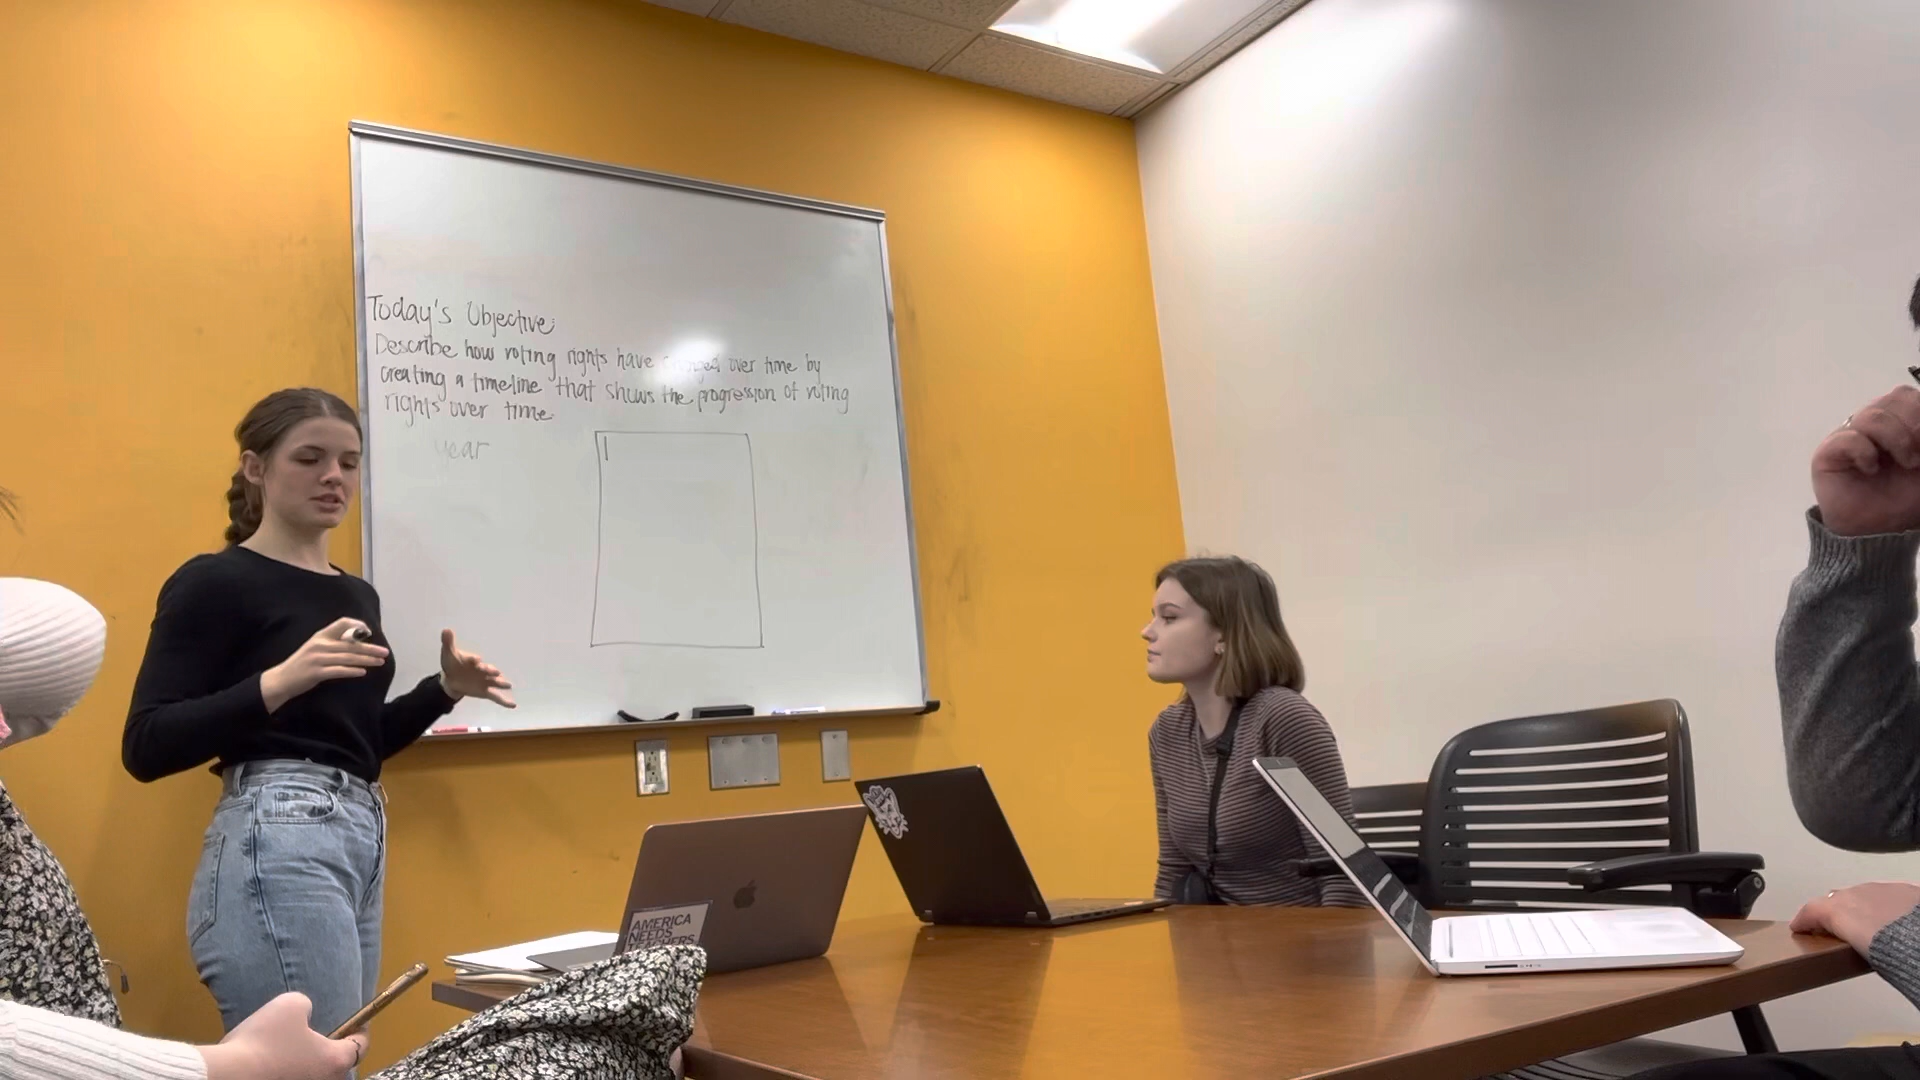 Today's Objective:
Describe how voting rights have changed over time by
creating a timeline that shows the progression of voting
rights over time.
year
AMERICA
NEEDS